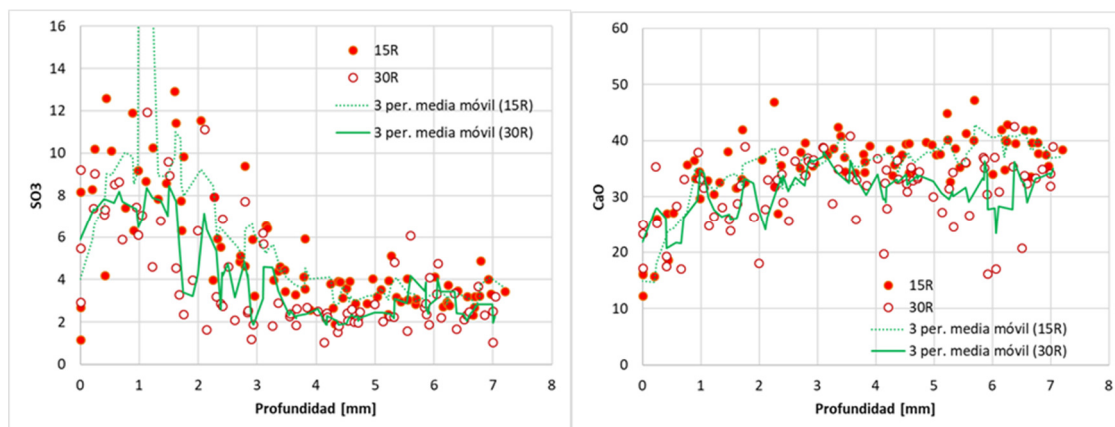 16
14
12
10
8
6
4
2
0
SO3
15R
30R
3 per. media móvil (15R)
3 per. media móvil (30R)
0 1 2 3 4 5 6 7 8
Profundidad [mm]
60
50
40
30
20
10
0
CaO
15R
30R
3 per. media móvil (15R)
3 per. media móvil (30R)
0 1 2 3 4 5 6 7 8
Profundidad [mm]